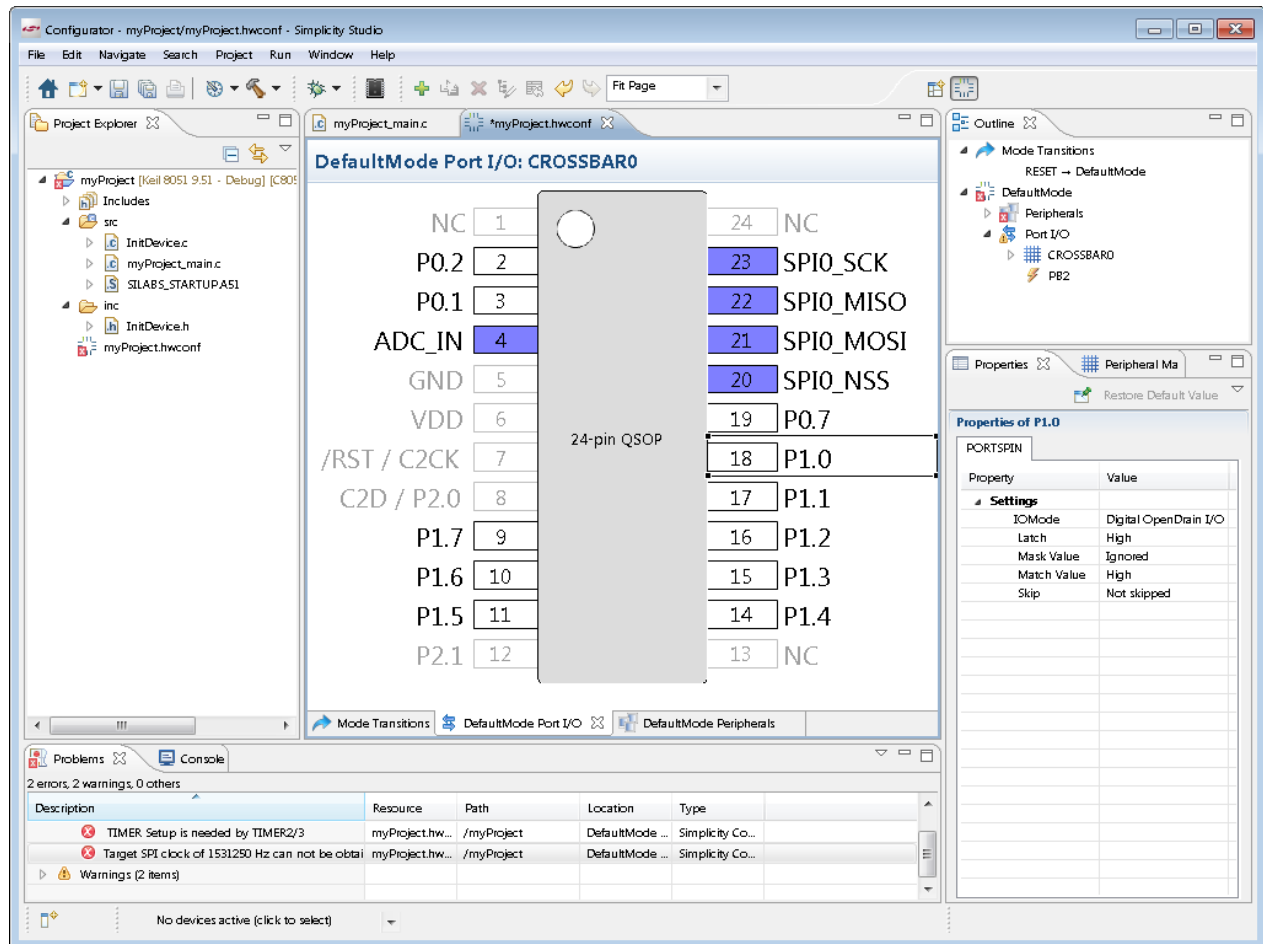 Configurator - myProject/myProject.hwconf - Simplicity Studio
File Edit Navigate Search Project Run Window Help
Fit Page
Project Explorer
myProject [Keil 8051 9.51 - Debug] [C805
Includes
src
InitDevice.c
myProject_main.c
SILABS_STARTUP.A51
inc
InitDevice.h
myProject.hwconf
myProject_main.c *myProject.hwconf
DefaultMode Port I/O: CROSSBAR0
NC 1 24 NC
P0.2 2 23 SPI0_SCK
P0.1 3 22 SPI0_MISO
ADC_IN 4 21 SPI0_MOSI
GND 5 20 SPI0_NSS
VDD 6 19 P0.7
24-pin QSOP
/RST / C2CK 7 18 P1.0
C2D / P2.0 8 17 P1.1
P1.7 9 16 P1.2
P1.6 10 15 P1.3
P1.5 11 14 P1.4
P2.1 12 13 NC
Mode Transitions DefaultMode Port I/O DefaultMode Peripherals
Outline
Mode Transitions
RESET → DefaultMode
DefaultMode
Peripherals
Port I/O
CROSSBAR0
PB2
Properties Peripheral Ma
Restore Default Value
Properties of P1.0
PORTSPIN
Property Value
Settings
IOMode Digital OpenDrain I/O
Latch High
Mask Value Ignored
Match Value High
Skip Not skipped
Problems Console
2 errors, 2 warnings, 0 others
Description Resource Path Location Type
TIMER Setup is needed by TIMER2/3 myProject.hw... /myProject DefaultMode ... Simplicity Co...
Target SPI clock of 1531250 Hz can not be obtai myProject.hw... /myProject DefaultMode ... Simplicity Co...
Warnings (2 items)
No devices active (click to select)